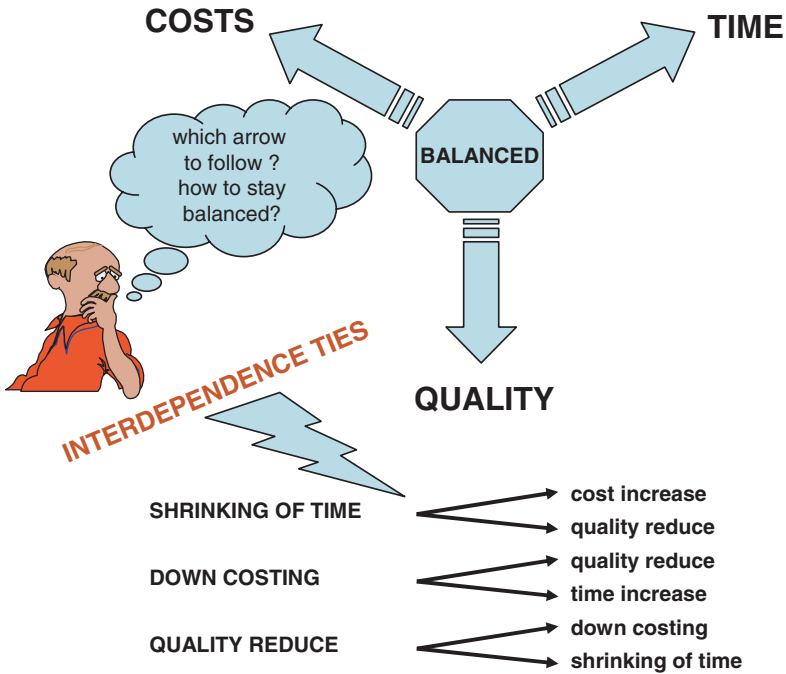 COSTS
TIME
BALANCED
which arrow
to follow ?
how to stay
balanced?
QUALITY
INTERDEPENDENCE TIES
SHRINKING OF TIME
cost increase
quality reduce
DOWN COSTING
quality reduce
time increase
QUALITY REDUCE
down costing
shrinking of time